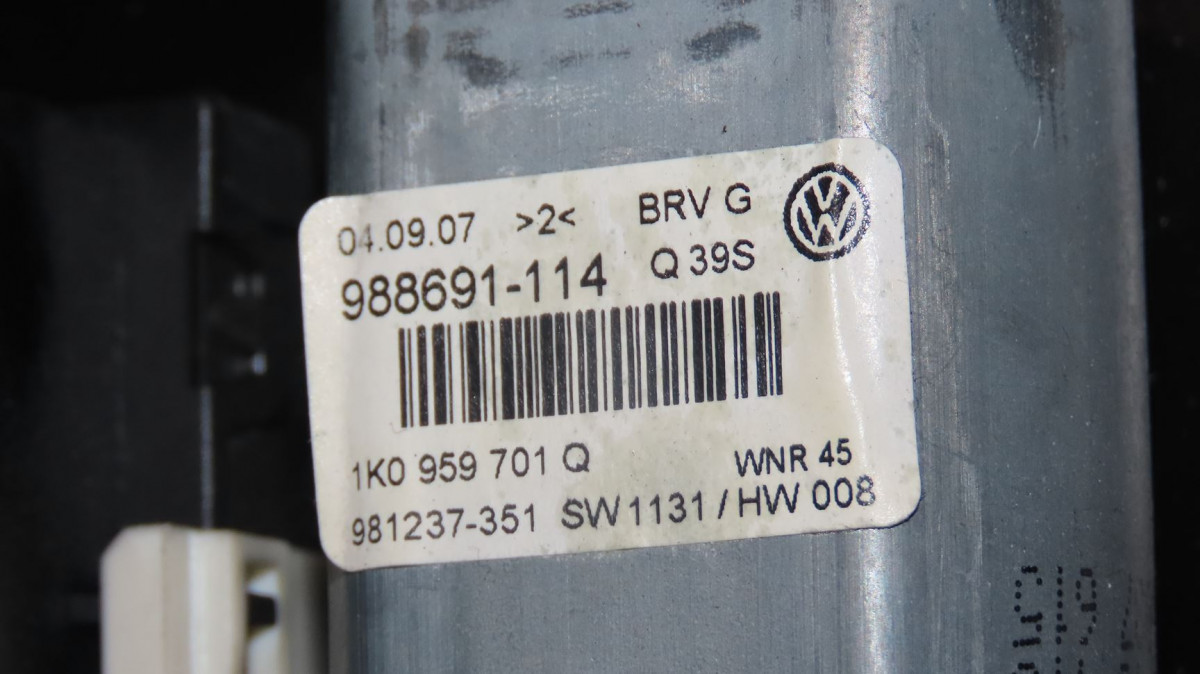 04.09.07 >2< BRV G
988691-114 Q 39S
1K0 959 701 Q WNR 45
981237-351 SW1131 / HW 008